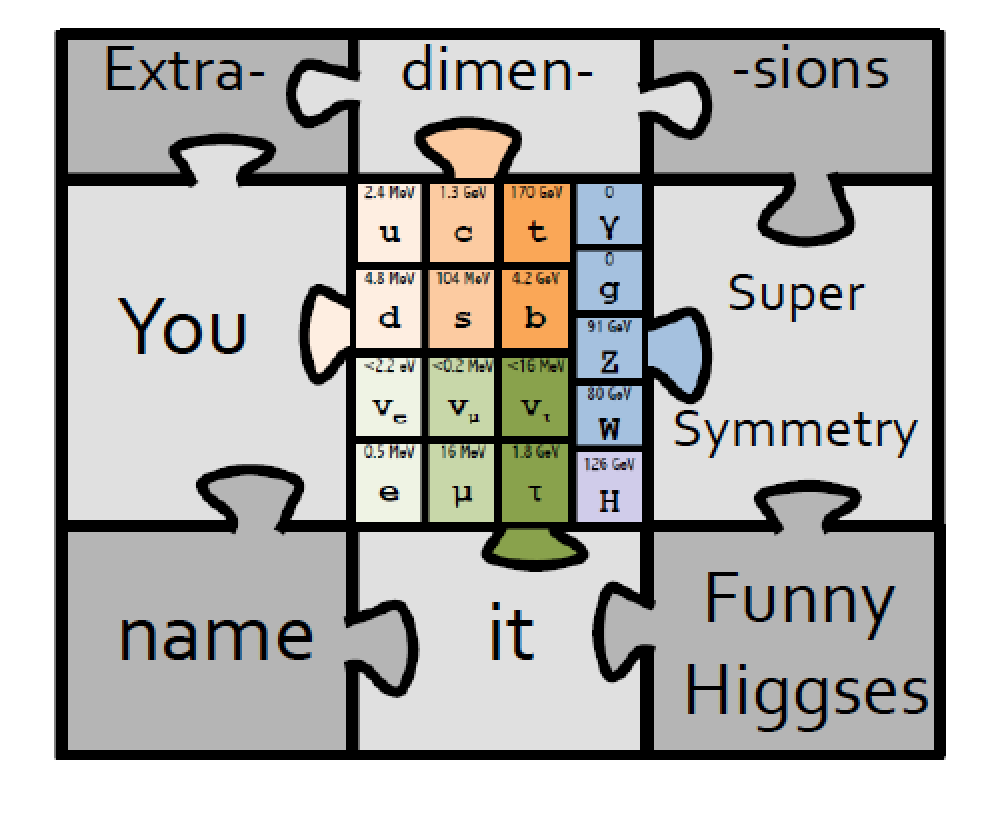 Extra- dimen- -sions
2.4 MeV 1.3 GeV 170 GeV 0
u c t γ
4.8 MeV 104 MeV 4.2 GeV 0
d s b g
<2.2 eV <0.2 MeV <16 MeV 91 GeV
νe νμ ντ Z
0.5 MeV 16 MeV 1.8 GeV 80 GeV
e μ τ W
126 GeV
H
You
Super
Symmetry
name it Funny
Higgses